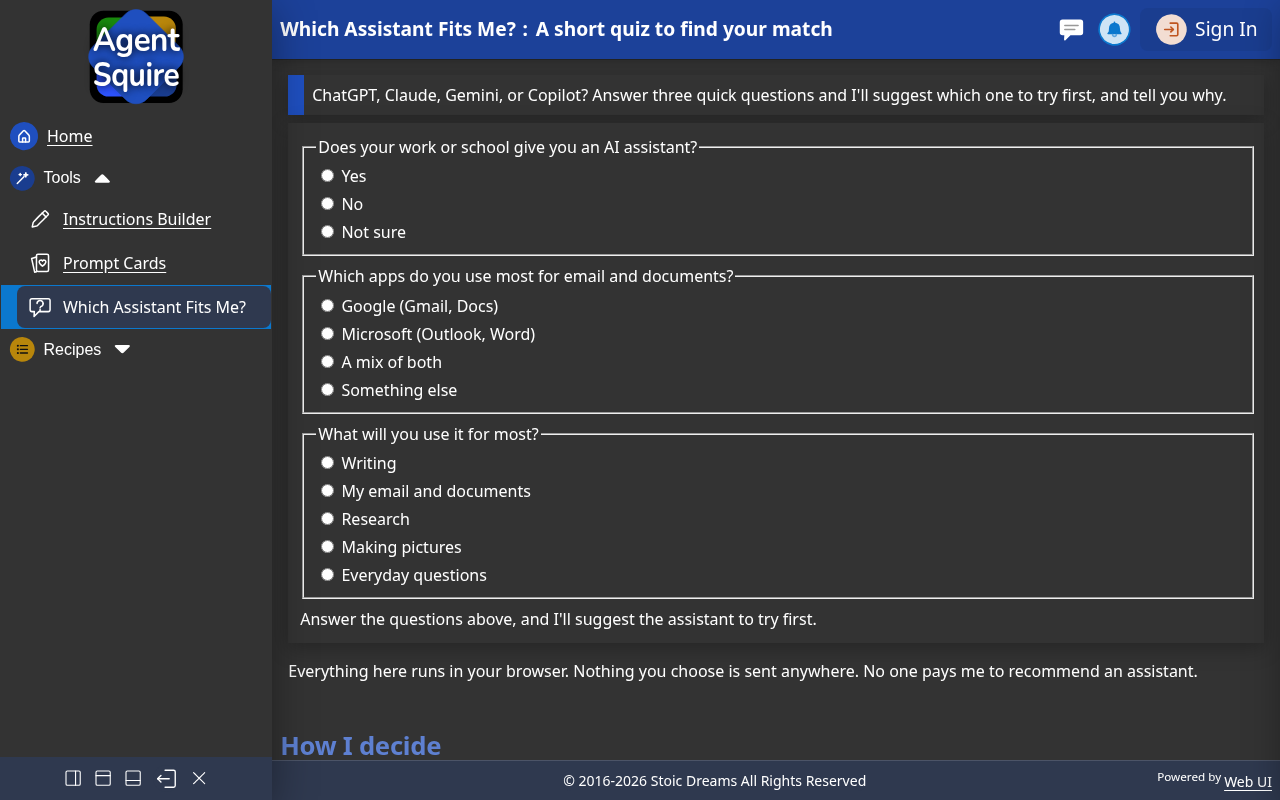 Agent
Squire
Home
Tools
Instructions Builder
Prompt Cards
Which Assistant Fits Me?
Recipes
Which Assistant Fits Me? : A short quiz to find your match
Sign In
ChatGPT, Claude, Gemini, or Copilot? Answer three quick questions and I'll suggest which one to try first, and tell you why.
Does your work or school give you an AI assistant?
Yes
No
Not sure
Which apps do you use most for email and documents?
Google (Gmail, Docs)
Microsoft (Outlook, Word)
A mix of both
Something else
What will you use it for most?
Writing
My email and documents
Research
Making pictures
Everyday questions
Answer the questions above, and I'll suggest the assistant to try first.
Everything here runs in your browser. Nothing you choose is sent anywhere. No one pays me to recommend an assistant.
How I decide
© 2016-2026 Stoic Dreams All Rights Reserved
Powered by Web UI